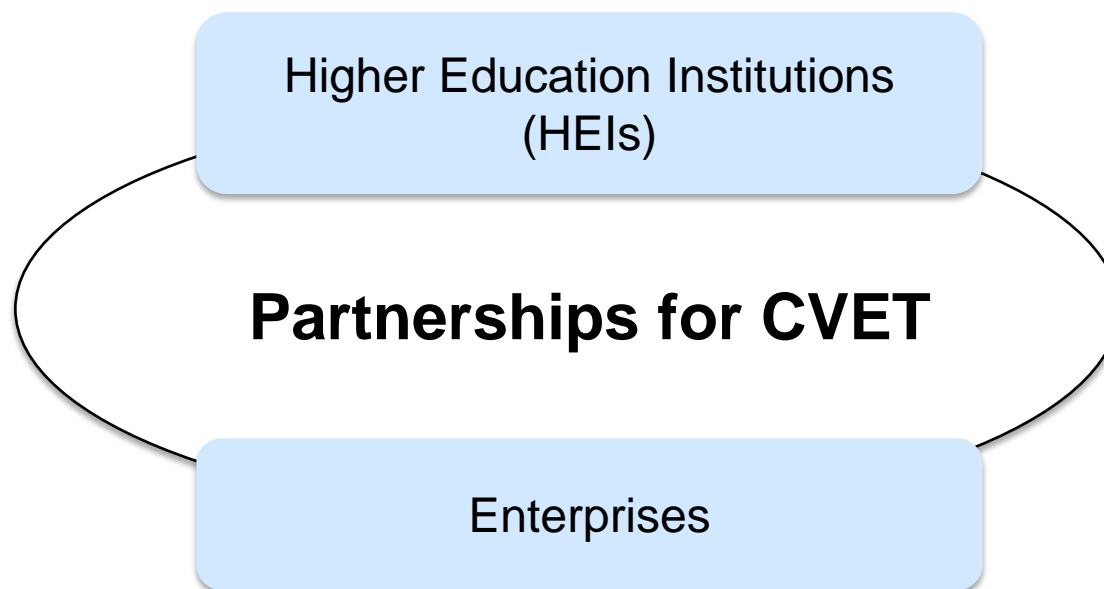 Higher Education Institutions
(HEIs)
Partnerships for CVET
Enterprises